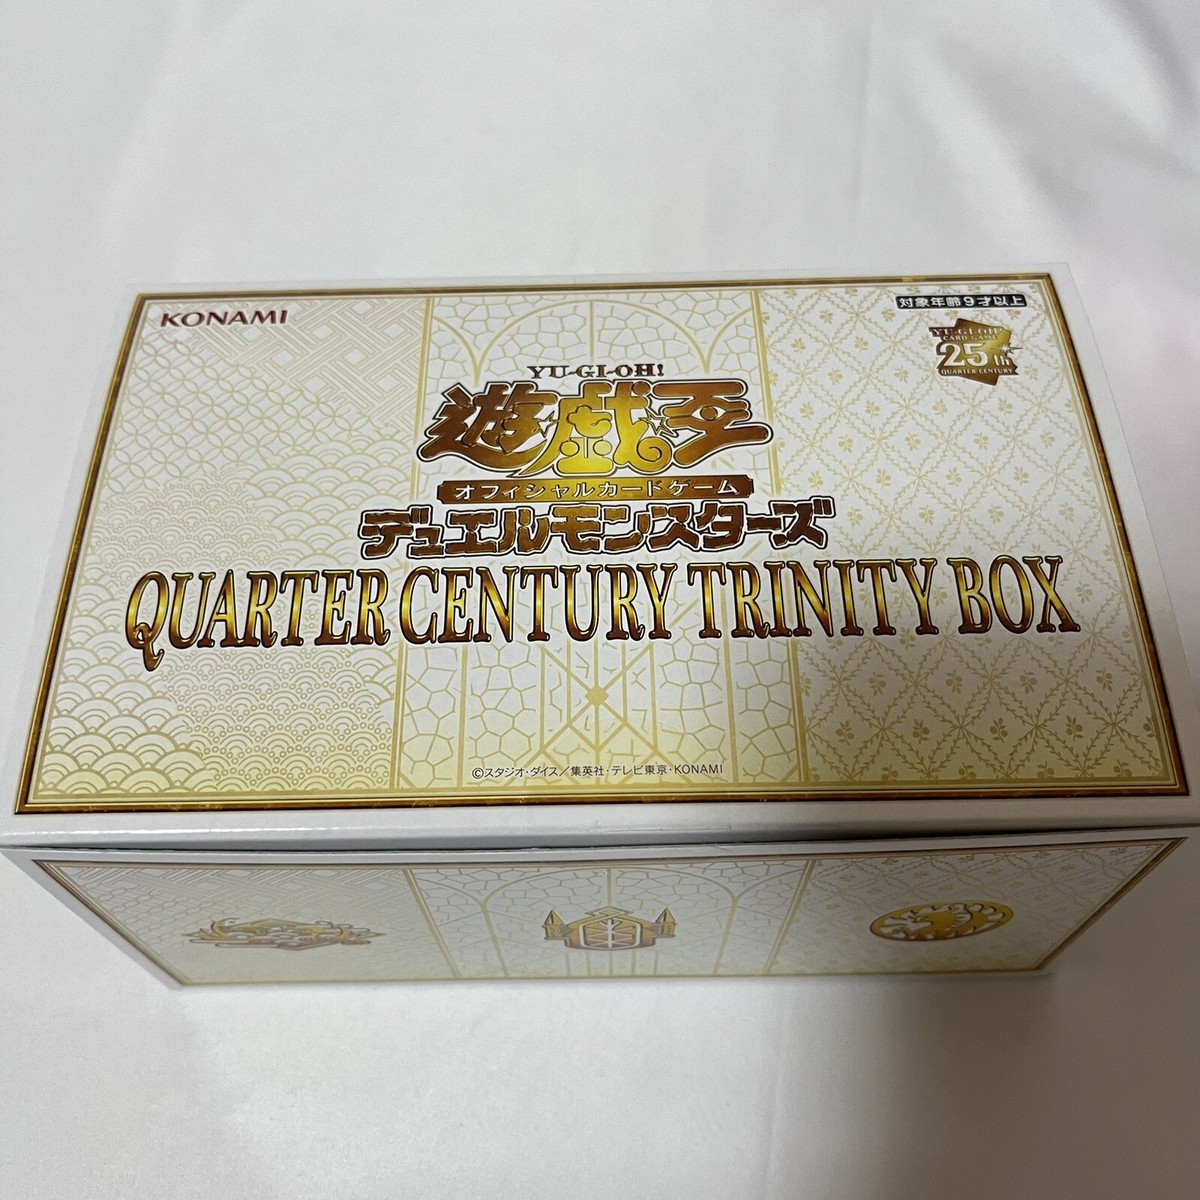 KONAMI
対象年齢9才以上
YU-GI-OH!
CARD GAME
25th
QUARTER CENTURY
YU-GI-OH!
遊戯王
オフィシャルカードゲーム
デュエルモンスターズ
QUARTER CENTURY TRINITY BOX
©スタジオ・ダイス/集英社・テレビ東京・KONAMI